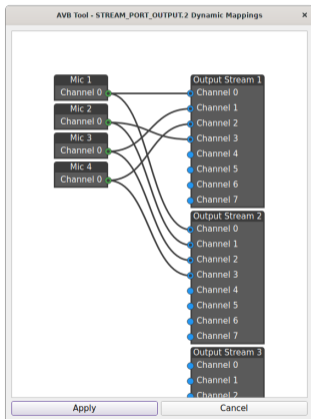 AVB Tool - STREAM_PORT_OUTPUT.2 Dynamic Mappings
×
Mic 1
Channel 0
Mic 2
Channel 0
Mic 3
Channel 0
Mic 4
Channel 0
Output Stream 1
Channel 0
Channel 1
Channel 2
Channel 3
Channel 4
Channel 5
Channel 6
Channel 7
Output Stream 2
Channel 0
Channel 1
Channel 2
Channel 3
Channel 4
Channel 5
Channel 6
Channel 7
Output Stream 3
Channel 0
Channel 1
Channel 2
Apply
Cancel